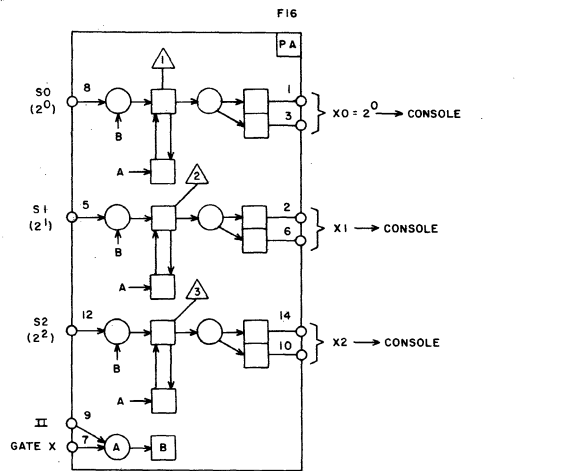 F16
PA
1
S0 8 1
(2⁰) X0 = 2⁰ → CONSOLE
B 3
A
2
S1 5 2
(2¹) X1 → CONSOLE
B 6
A
3
S2 12 14
(2²) X2 → CONSOLE
B 10
A
II 9
GATE X 7 A B